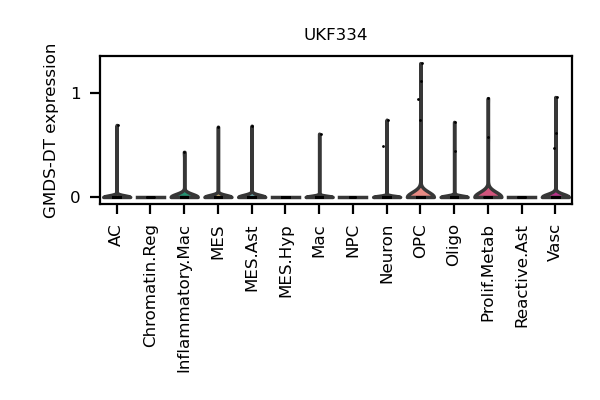 UKF334
GMDS-DT expression
1
0
AC
Chromatin.Reg
Inflammatory.Mac
MES
MES.Ast
MES.Hyp
Mac
NPC
Neuron
OPC
Oligo
Prolif.Metab
Reactive.Ast
Vasc